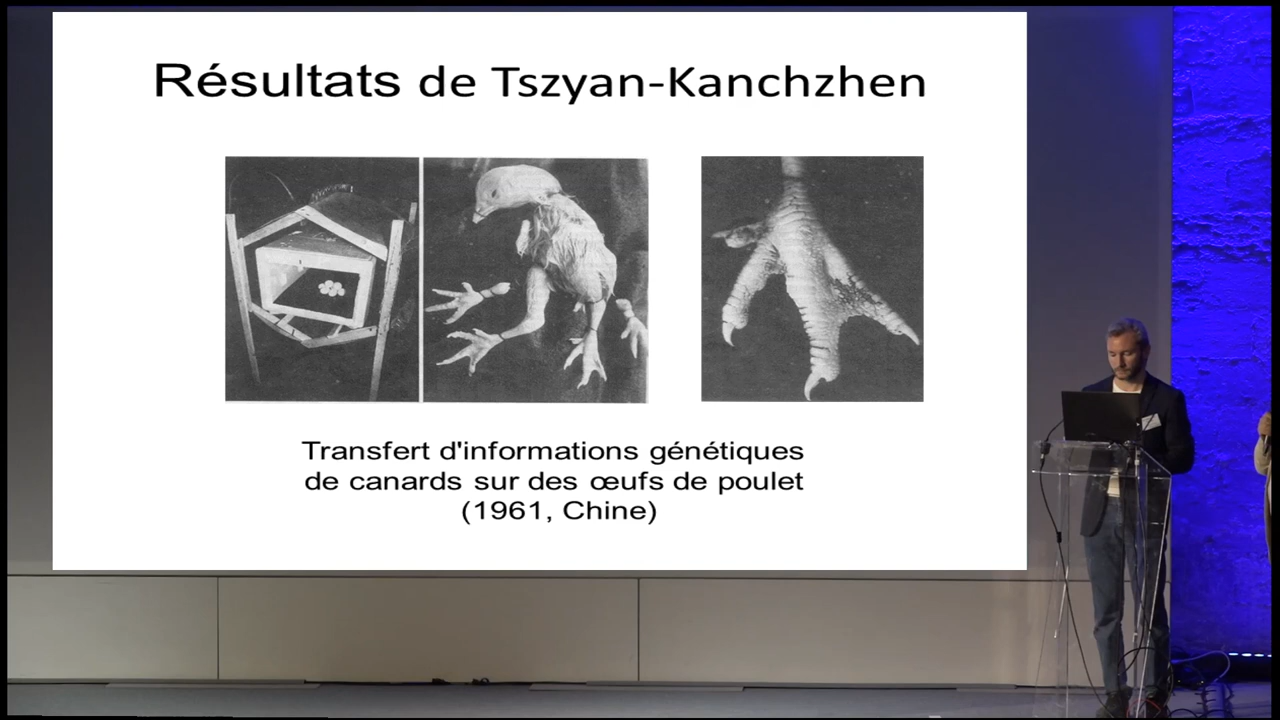 Résultats de Tszyan-Kanchzhen
Transfert d'informations génétiques
de canards sur des œufs de poulet
(1961, Chine)